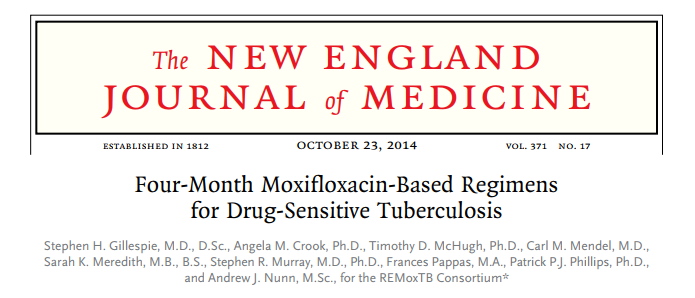 The NEW ENGLAND
JOURNAL of MEDICINE
ESTABLISHED IN 1812 OCTOBER 23, 2014 VOL. 371 NO. 17
Four-Month Moxifloxacin-Based Regimens
for Drug-Sensitive Tuberculosis
Stephen H. Gillespie, M.D., D.Sc., Angela M. Crook, Ph.D., Timothy D. McHugh, Ph.D., Carl M. Mendel, M.D.,
Sarah K. Meredith, M.B., B.S., Stephen R. Murray, M.D., Ph.D., Frances Pappas, M.A., Patrick P.J. Phillips, Ph.D.,
and Andrew J. Nunn, M.Sc., for the REMoxTB Consortium*